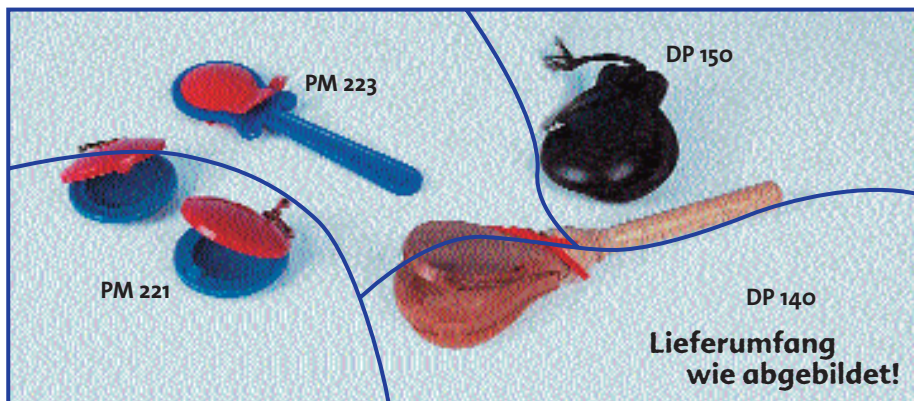 DP 150
PM 223
PM 221
DP 140
Lieferumfang
wie abgebildet!